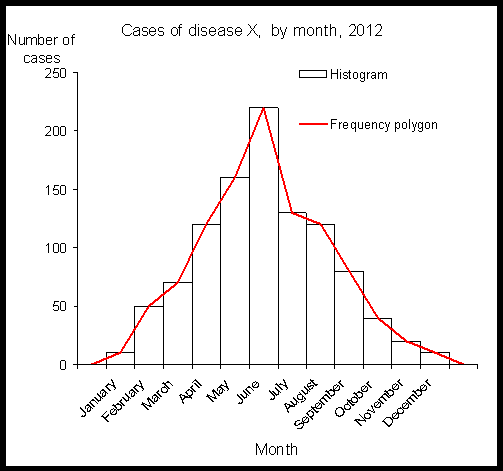 Cases of disease X, by month, 2012
Number of
cases
Histogram
Frequency polygon
250
200
150
100
50
0
January
February
March
April
May
June
July
August
September
October
November
December
Month